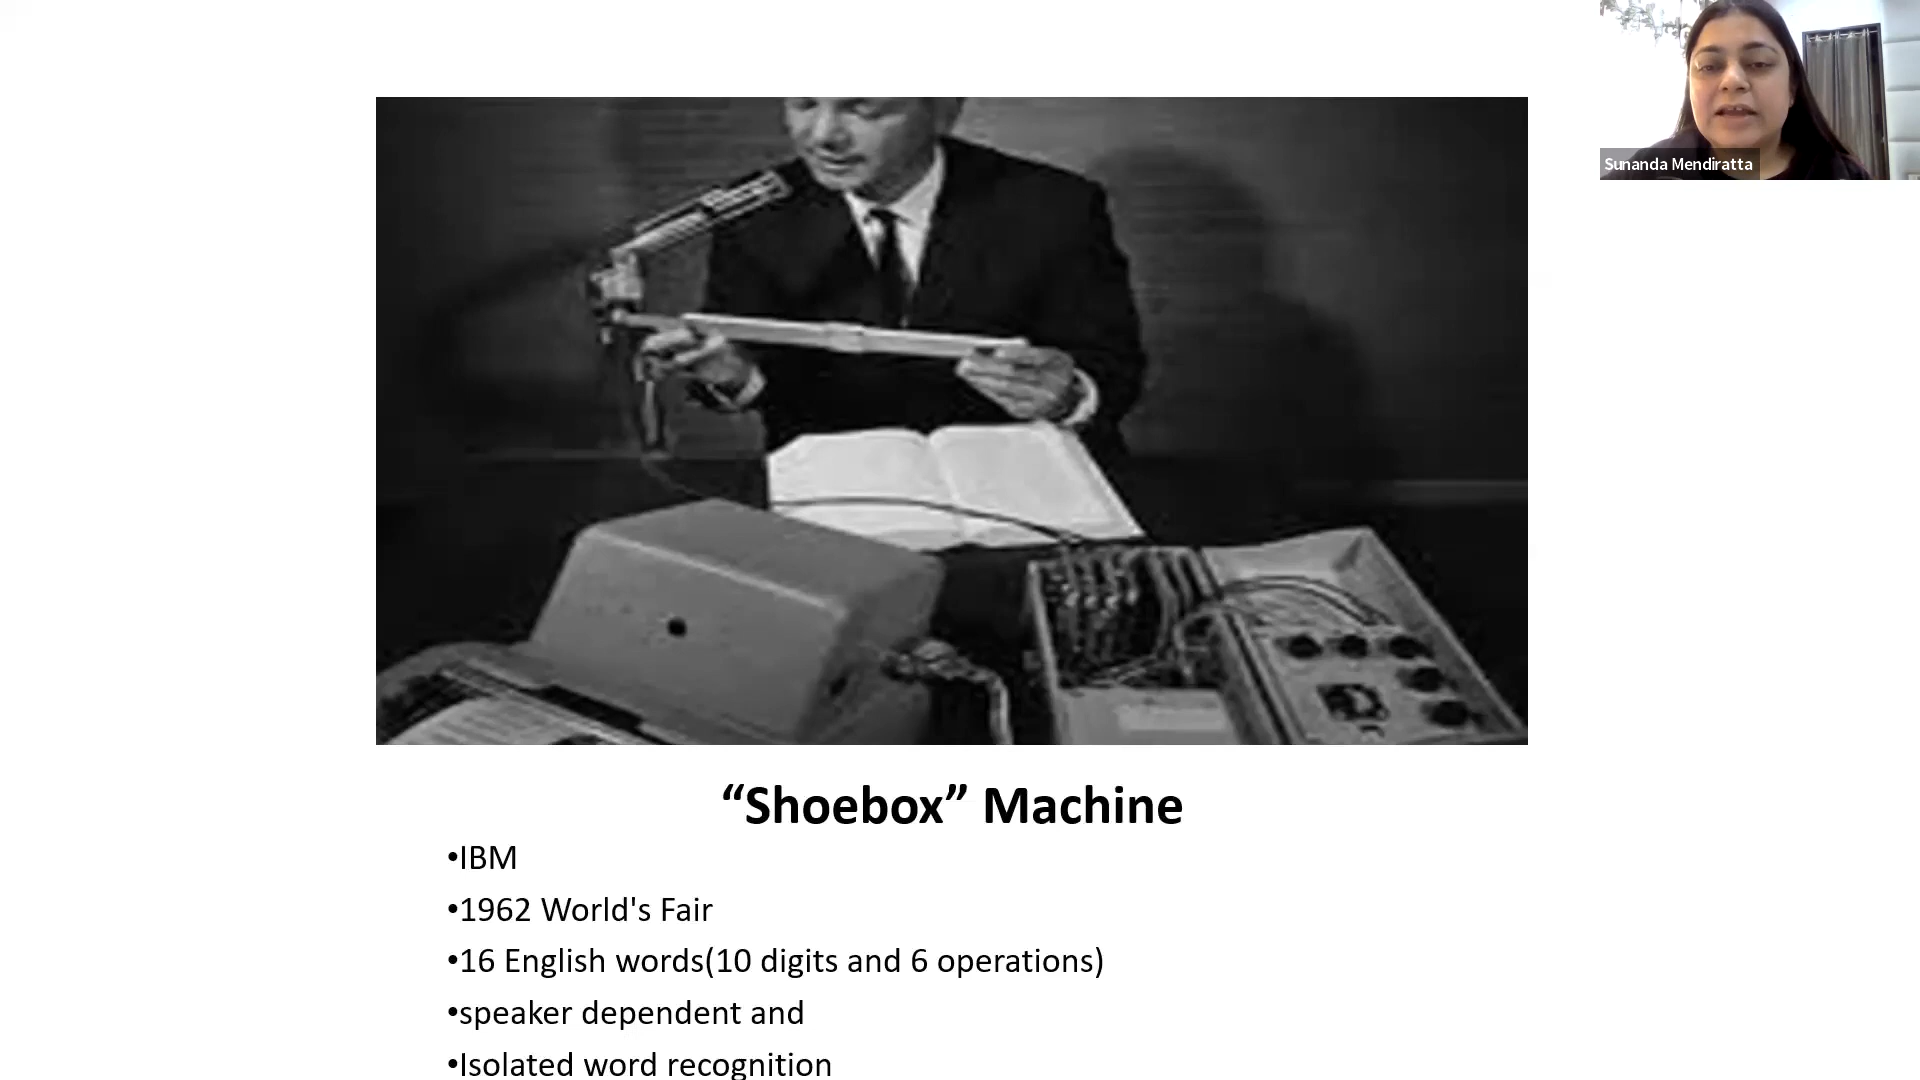 Sunanda Mendiratta
“Shoebox” Machine
•IBM
•1962 World's Fair
•16 English words(10 digits and 6 operations)
•speaker dependent and
•Isolated word recognition